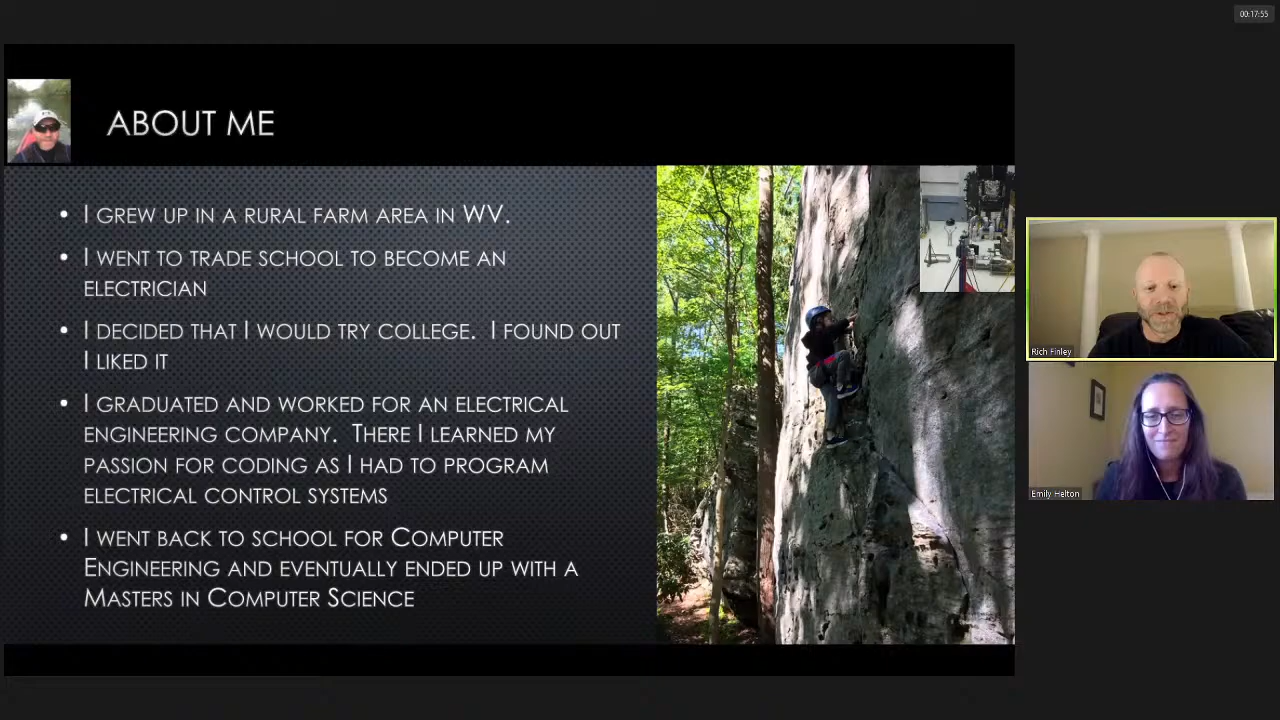 00:17:55
ABOUT ME
• I GREW UP IN A RURAL FARM AREA IN WV.
• I WENT TO TRADE SCHOOL TO BECOME AN
ELECTRICIAN
• I DECIDED THAT I WOULD TRY COLLEGE.  I FOUND OUT
I LIKED IT
• I GRADUATED AND WORKED FOR AN ELECTRICAL
ENGINEERING COMPANY.  THERE I LEARNED MY
PASSION FOR CODING AS I HAD TO PROGRAM
ELECTRICAL CONTROL SYSTEMS
• I WENT BACK TO SCHOOL FOR COMPUTER
ENGINEERING AND EVENTUALLY ENDED UP WITH A
MASTERS IN COMPUTER SCIENCE
Rich Finley
Emily Helton